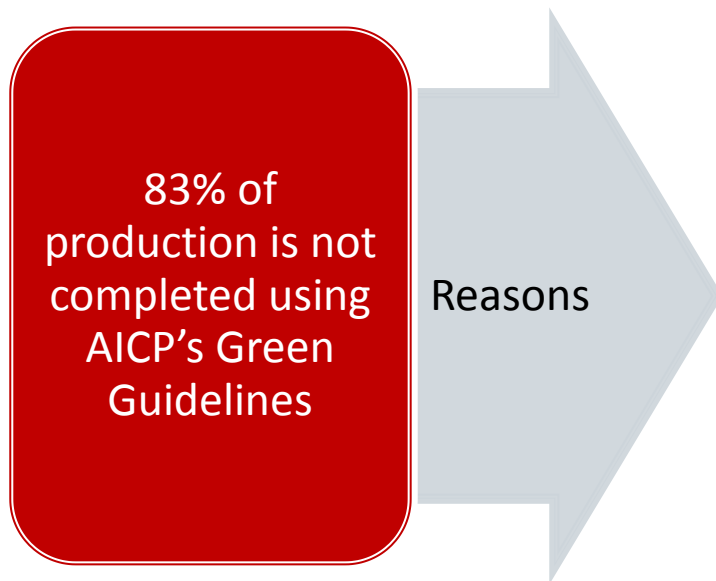 83% of
production is not
completed using
AICP’s Green
Guidelines
Reasons